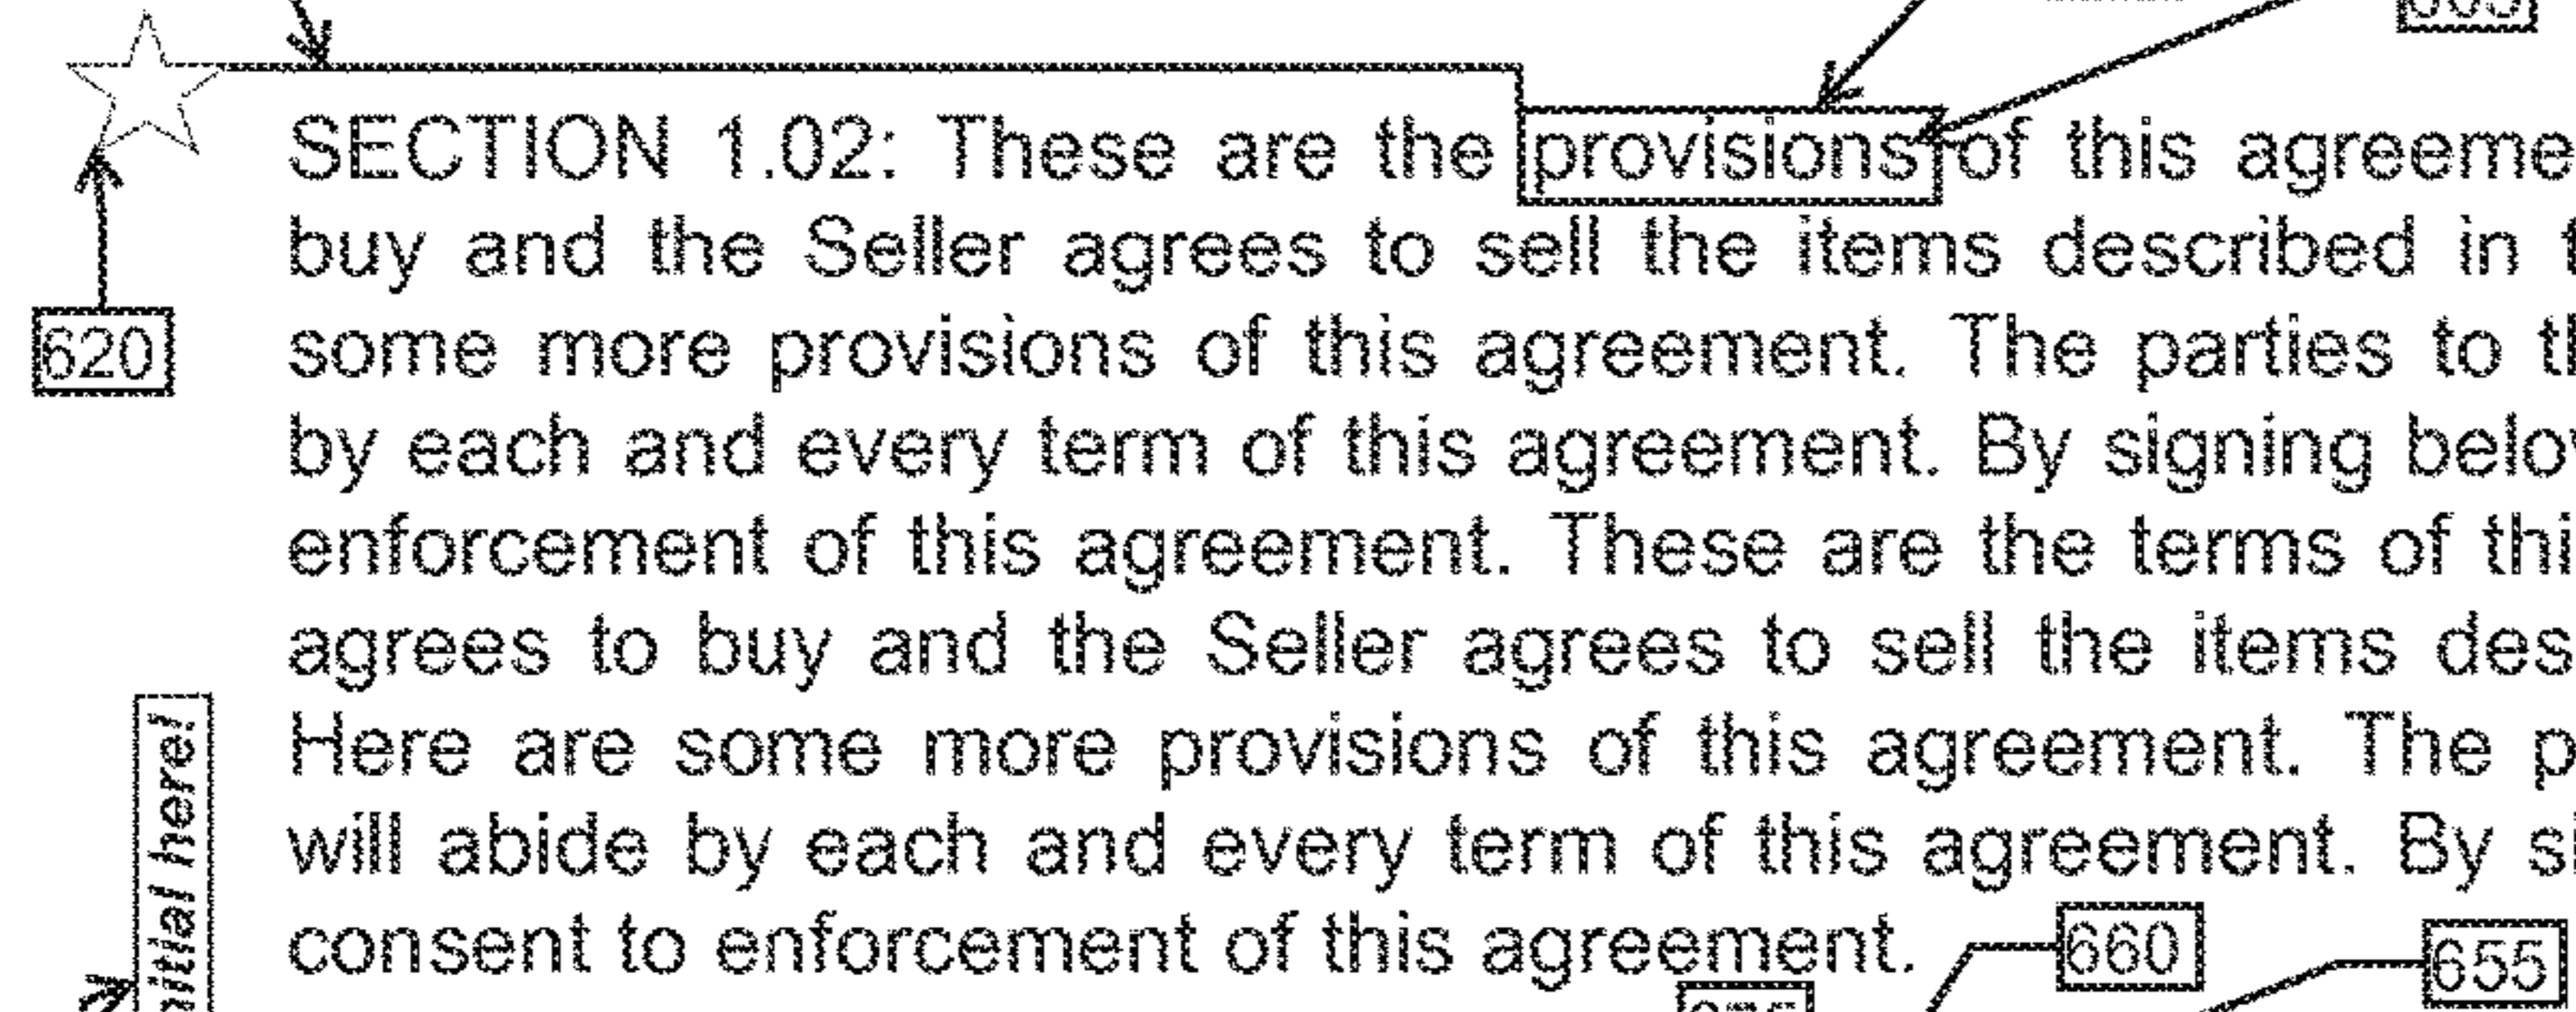 SECTION 1.02: These are the provisions of this agreeme
buy and the Seller agrees to sell the items described in
620
some more provisions of this agreement. The parties to th
by each and every term of this agreement. By signing belov
enforcement of this agreement. These are the terms of thi
agrees to buy and the Seller agrees to sell the items des
here!
Here are some more provisions of this agreement. The p
will abide by each and every term of this agreement. By si
consent to enforcement of this agreement.
660
655